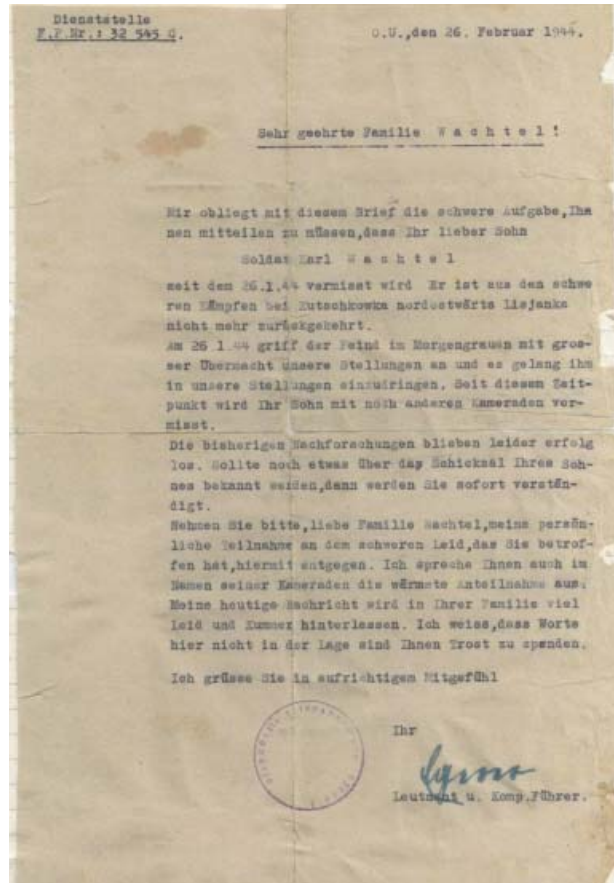 Dienststelle
F.P.Nr.: 32 545 C.
O.U.,den 26. Februar 1944.
Sehr geehrte Familie W a c h t e l !
Mir obliegt mit diesem Brief die schwere Aufgabe,Ih
nen mitteilen zu müssen,dass Ihr lieber Sohn
Soldat Karl W a c h t e l
seit dem 26.1.44 vermisst wird Er ist aus den schwe
ren Kämpfen bei Kutschkowka nordostwärts Lisjanka
nicht mehr zurückgekehrt.
Am 26 1.44 griff der Feind im Morgengrauen mit gros-
ser Übermacht unsere Stellungen an und es gelang ihm
in unsere Stellungen einzudringen. Seit diesem Zeit-
punkt wird Ihr Sohn mit noch anderen Kameraden ver-
misst.
Die bisherigen Nachforschungen blieben leider erfolg
los. Sollte noch etwas über das Schicksal Ihres Soh-
nes bekannt werden,dann werden Sie sofort verstän-
digt.
Nehmen Sie bitte,liebe Familie Wachtel,meine persön-
liche Teilnahme an dem schweren Leid,das Sie betrof-
fen hat,hiermit entgegen. Ich spreche Ihnen auch im
Namen seiner Kameraden die wärmste Anteilnahme aus.
Meine heutige Nachricht wird in Ihrer Familie viel
Leid und Kummer hinterlassen. Ich weiss,dass Worte
hier nicht in der Lage sind Ihnen Trost zu spenden.
Ich grüsse Sie in aufrichtigem Mitgefühl
Ihr
Leutnant u. Komp.Führer.